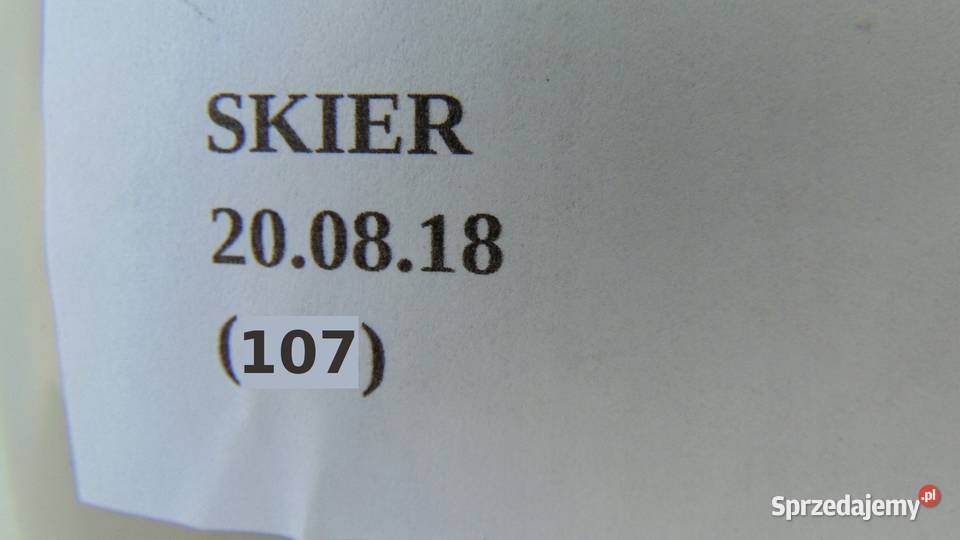 SKIER
20.08.18
(107)
Sprzedajemy.pl